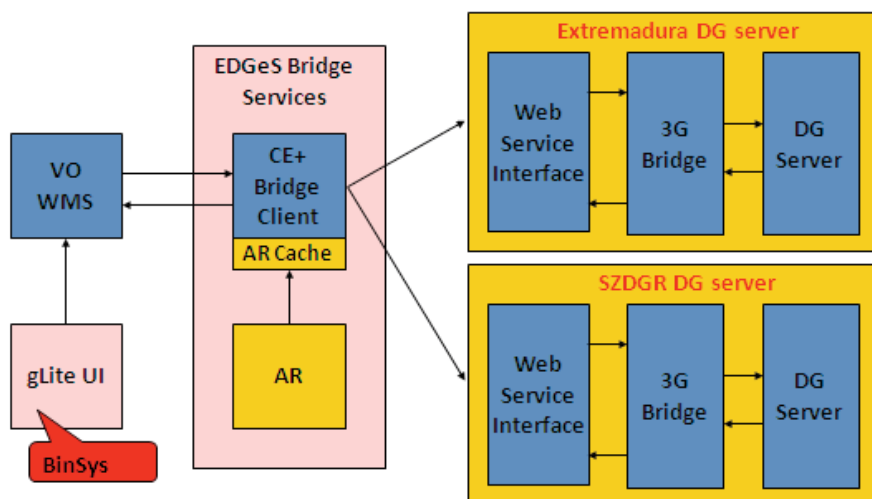 EDGeS Bridge
Services
VO
WMS
CE+
Bridge
Client
AR Cache
gLite UI
BinSys
AR
Extremadura DG server
Web
Service
Interface
3G
Bridge
DG
Server
SZDGR DG server
Web
Service
Interface
3G
Bridge
DG
Server